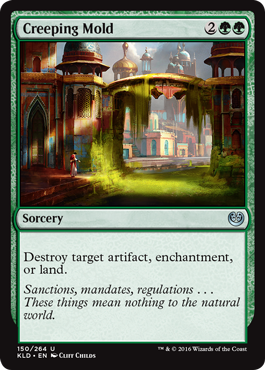 Creeping Mold 2
Sorcery
Destroy target artifact, enchantment,
or land.
Sanctions, mandates, regulations . . .
These things mean nothing to the natural
world.
150/264 U
KLD • EN CLIFF CHILDS
™ & © 2016 Wizards of the Coast